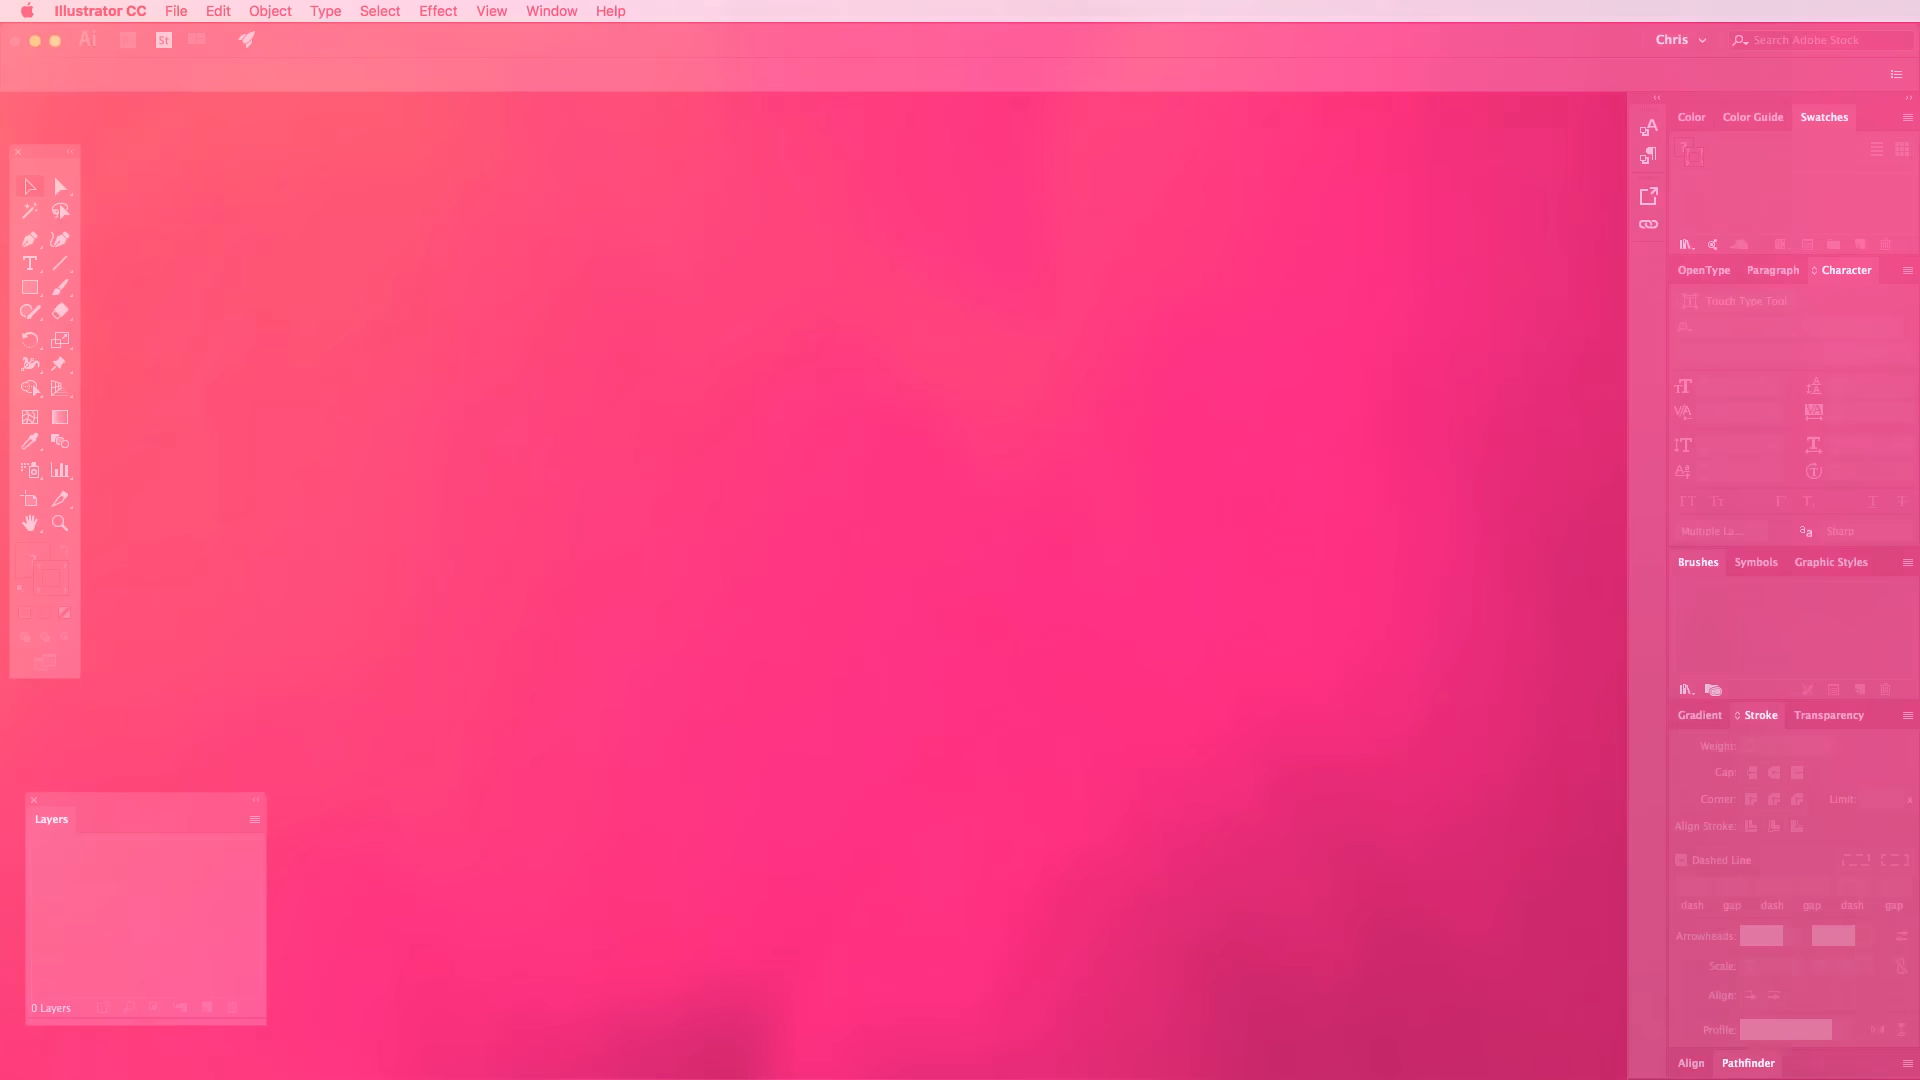 Illustrator CC File Edit Object Type Select Effect View Window Help
Ai St Chris Search Adobe Stock
Color Color Guide Swatches
OpenType Paragraph Character
Touch Type Tool
Multiple La... Sharp
Brushes Symbols Graphic Styles
Gradient Stroke Transparency
Weight:
Cap:
Corner: Limit: x
Align Stroke:
Dashed Line
dash gap dash gap dash gap
Arrowheads:
Scale:
Align:
Profile:
Align Pathfinder
Layers
0 Layers